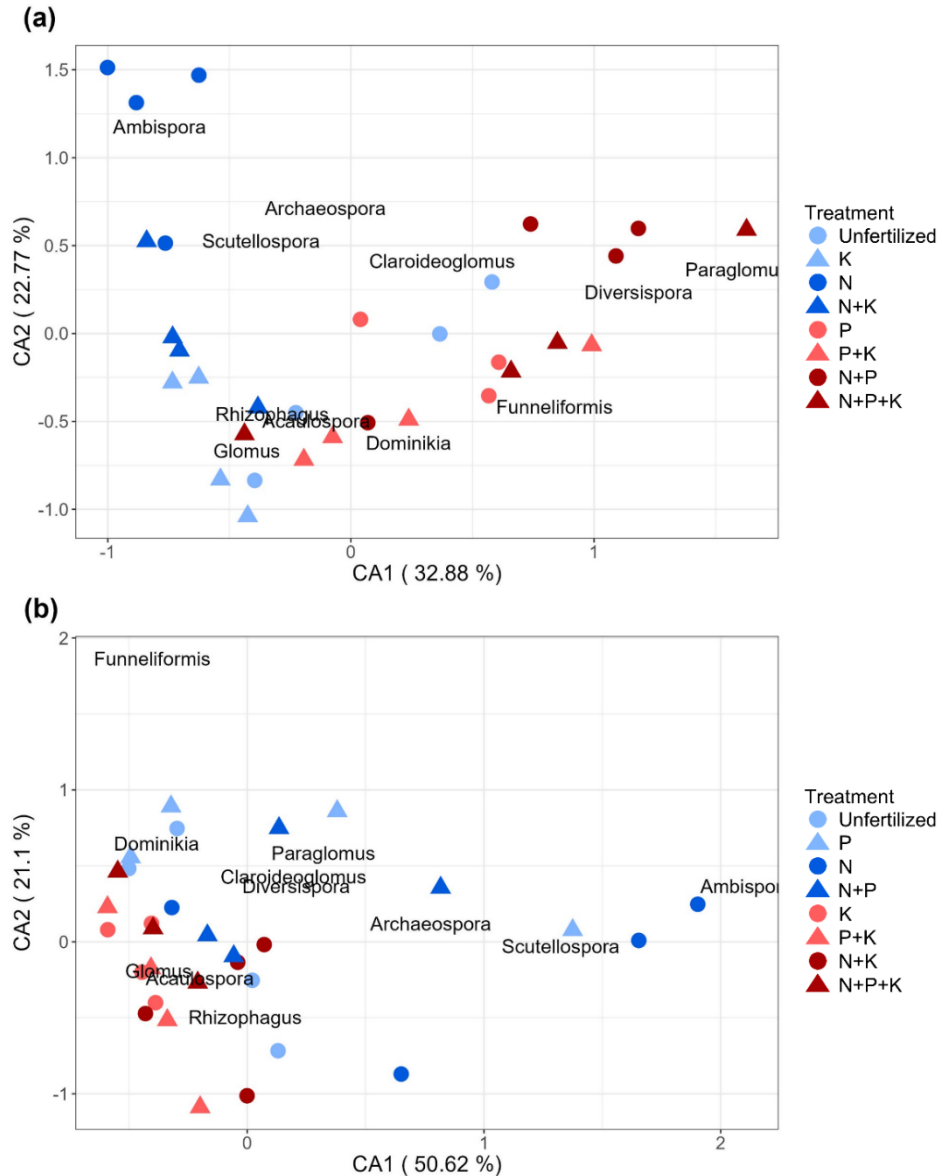 (a)
1.5
1.0
0.5
0.0
-0.5
-1.0
CA2 ( 22.77 %)
Ambispora
Archaeospora
Scutellospora
Claroideoglomus
Paraglomu
Diversispora
Rhizophagus
Acaulospora
Funneliformis
Glomus
Dominikia
-1
0
1
CA1 ( 32.88 %)
Treatment
Unfertilized
K
N
N+K
P
P+K
N+P
N+P+K
(b)
2
1
0
-1
CA2 ( 21.1 %)
Funneliformis
Dominikia
Paraglomus
Claroideoglomus
Diversispora
Ambispor
Archaeospora
Scutellospora
Glomus
Acaulospora
Rhizophagus
0
1
2
CA1 ( 50.62 %)
Treatment
Unfertilized
P
N
N+P
K
P+K
N+K
N+P+K